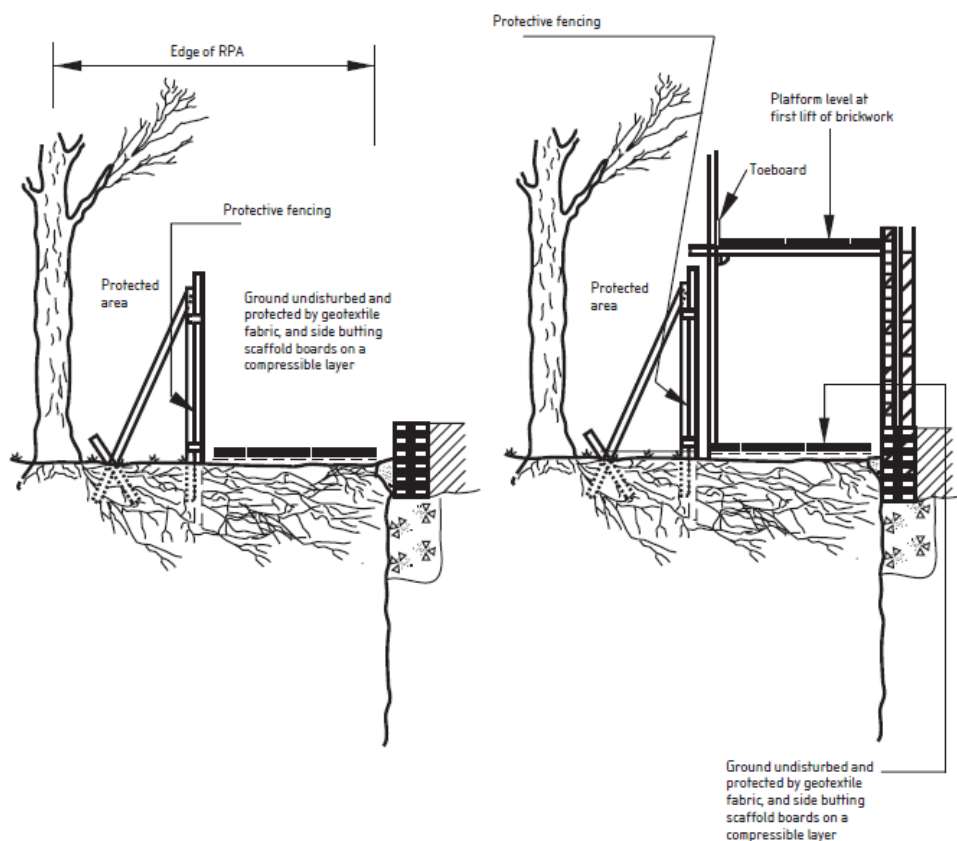 Edge of RPA
Protective fencing
Protected
area
Ground undisturbed and
protected by geotextile
fabric, and side butting
scaffold boards on a
compressible layer
Protective fencing
Platform level at
first lift of brickwork
Toeboard
Protected
area
Ground undisturbed and
protected by geotextile
fabric, and side butting
scaffold boards on a
compressible layer